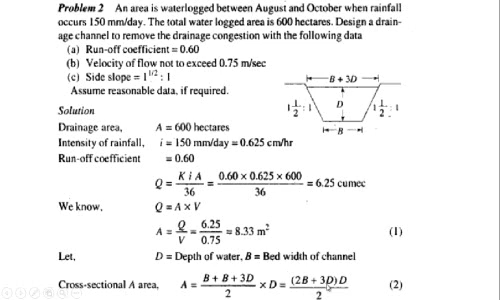 Problem 2 An area is waterlogged between August and October when rainfall
occurs 150 mm/day. The total water logged area is 600 hectares. Design a drain-
age channel to remove the drainage congestion with the following data
(a) Run-off coefficient = 0.60
(b) Velocity of flow not to exceed 0.75 m/sec
(c) Side slope = 1^{1/2} : 1
Assume reasonable data, if required.
B + 3D
1 1/2 : 1
D
1 1/2 : 1
B
Solution
Drainage area, A = 600 hectares
Intensity of rainfall, i = 150 mm/day = 0.625 cm/hr
Run-off coefficient = 0.60
Q = K i A / 36 = 0.60 × 0.625 × 600 / 36 = 6.25 cumec
We know, Q = A × V
A = Q / V = 6.25 / 0.75 = 8.33 m² (1)
Let, D = Depth of water, B = Bed width of channel
Cross-sectional A area, A = B + B + 3D / 2 × D = (2B + 3D)D / 2 (2)